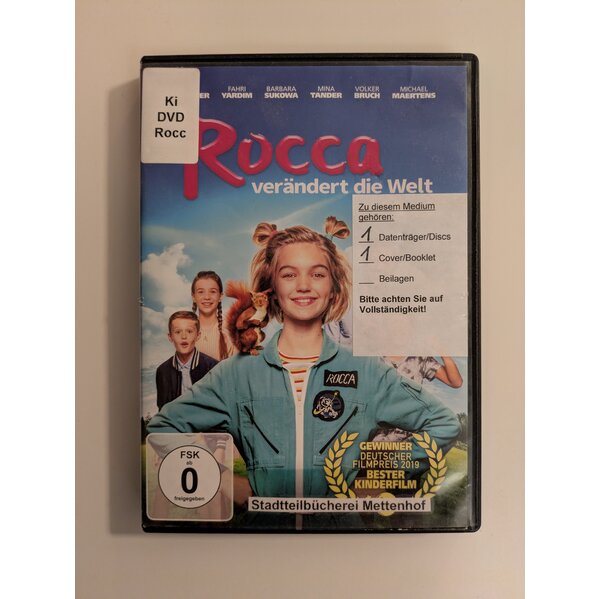 Ki
DVD
Rocc
FAHRI
YARDIM
BARBARA
SUKOWA
MINA
TANDER
VOLKER
BRUCH
MICHAEL
MAERTENS
Rocca
verändert die Welt
Zu diesem Medium
gehören:
1 Datenträger/Discs
1 Cover/Booklet
__ Beilagen
Bitte achten Sie auf
Vollständigkeit!
ROCCA
FSK
ab
0
freigegeben
GEWINNER
DEUTSCHER
FILMPREIS 2019
BESTER
KINDERFILM
Stadtteilbücherei Mettenhof